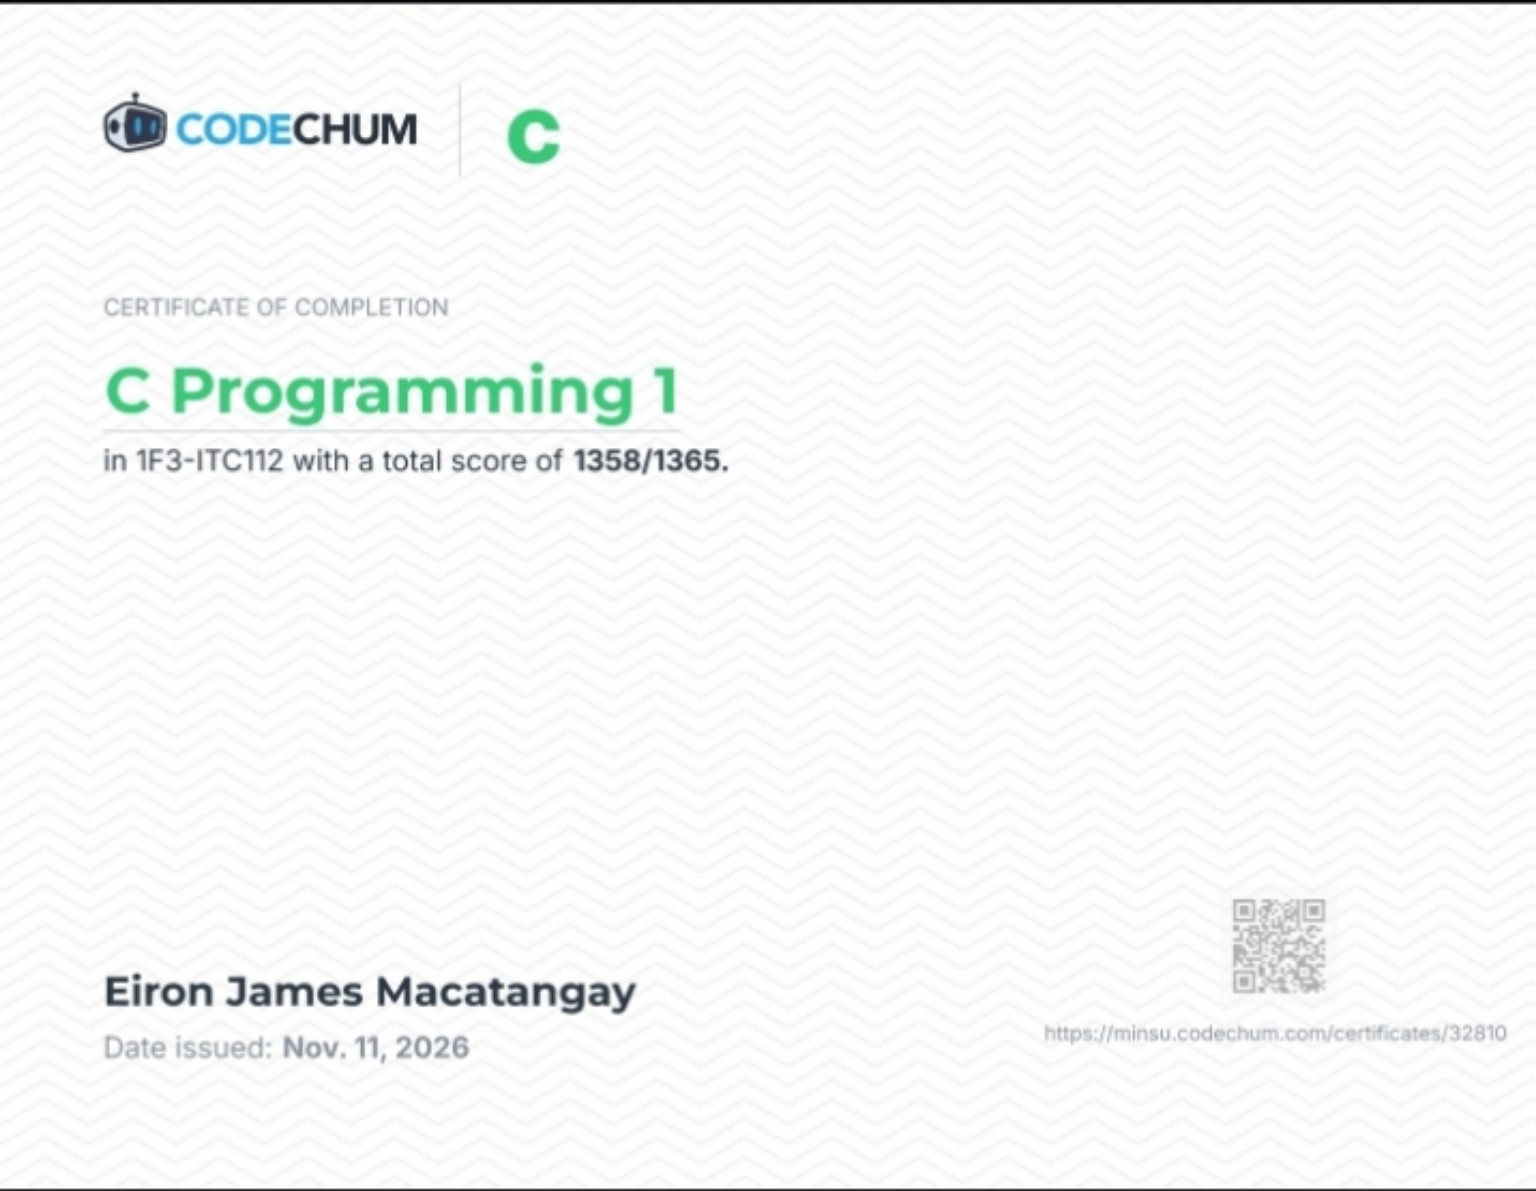 CODECHUM
C
CERTIFICATE OF COMPLETION
C Programming 1
in 1F3-ITC112 with a total score of 1358/1365.
Eiron James Macatangay
Date issued: Nov. 11, 2026
https://minsu.codechum.com/certificates/32810